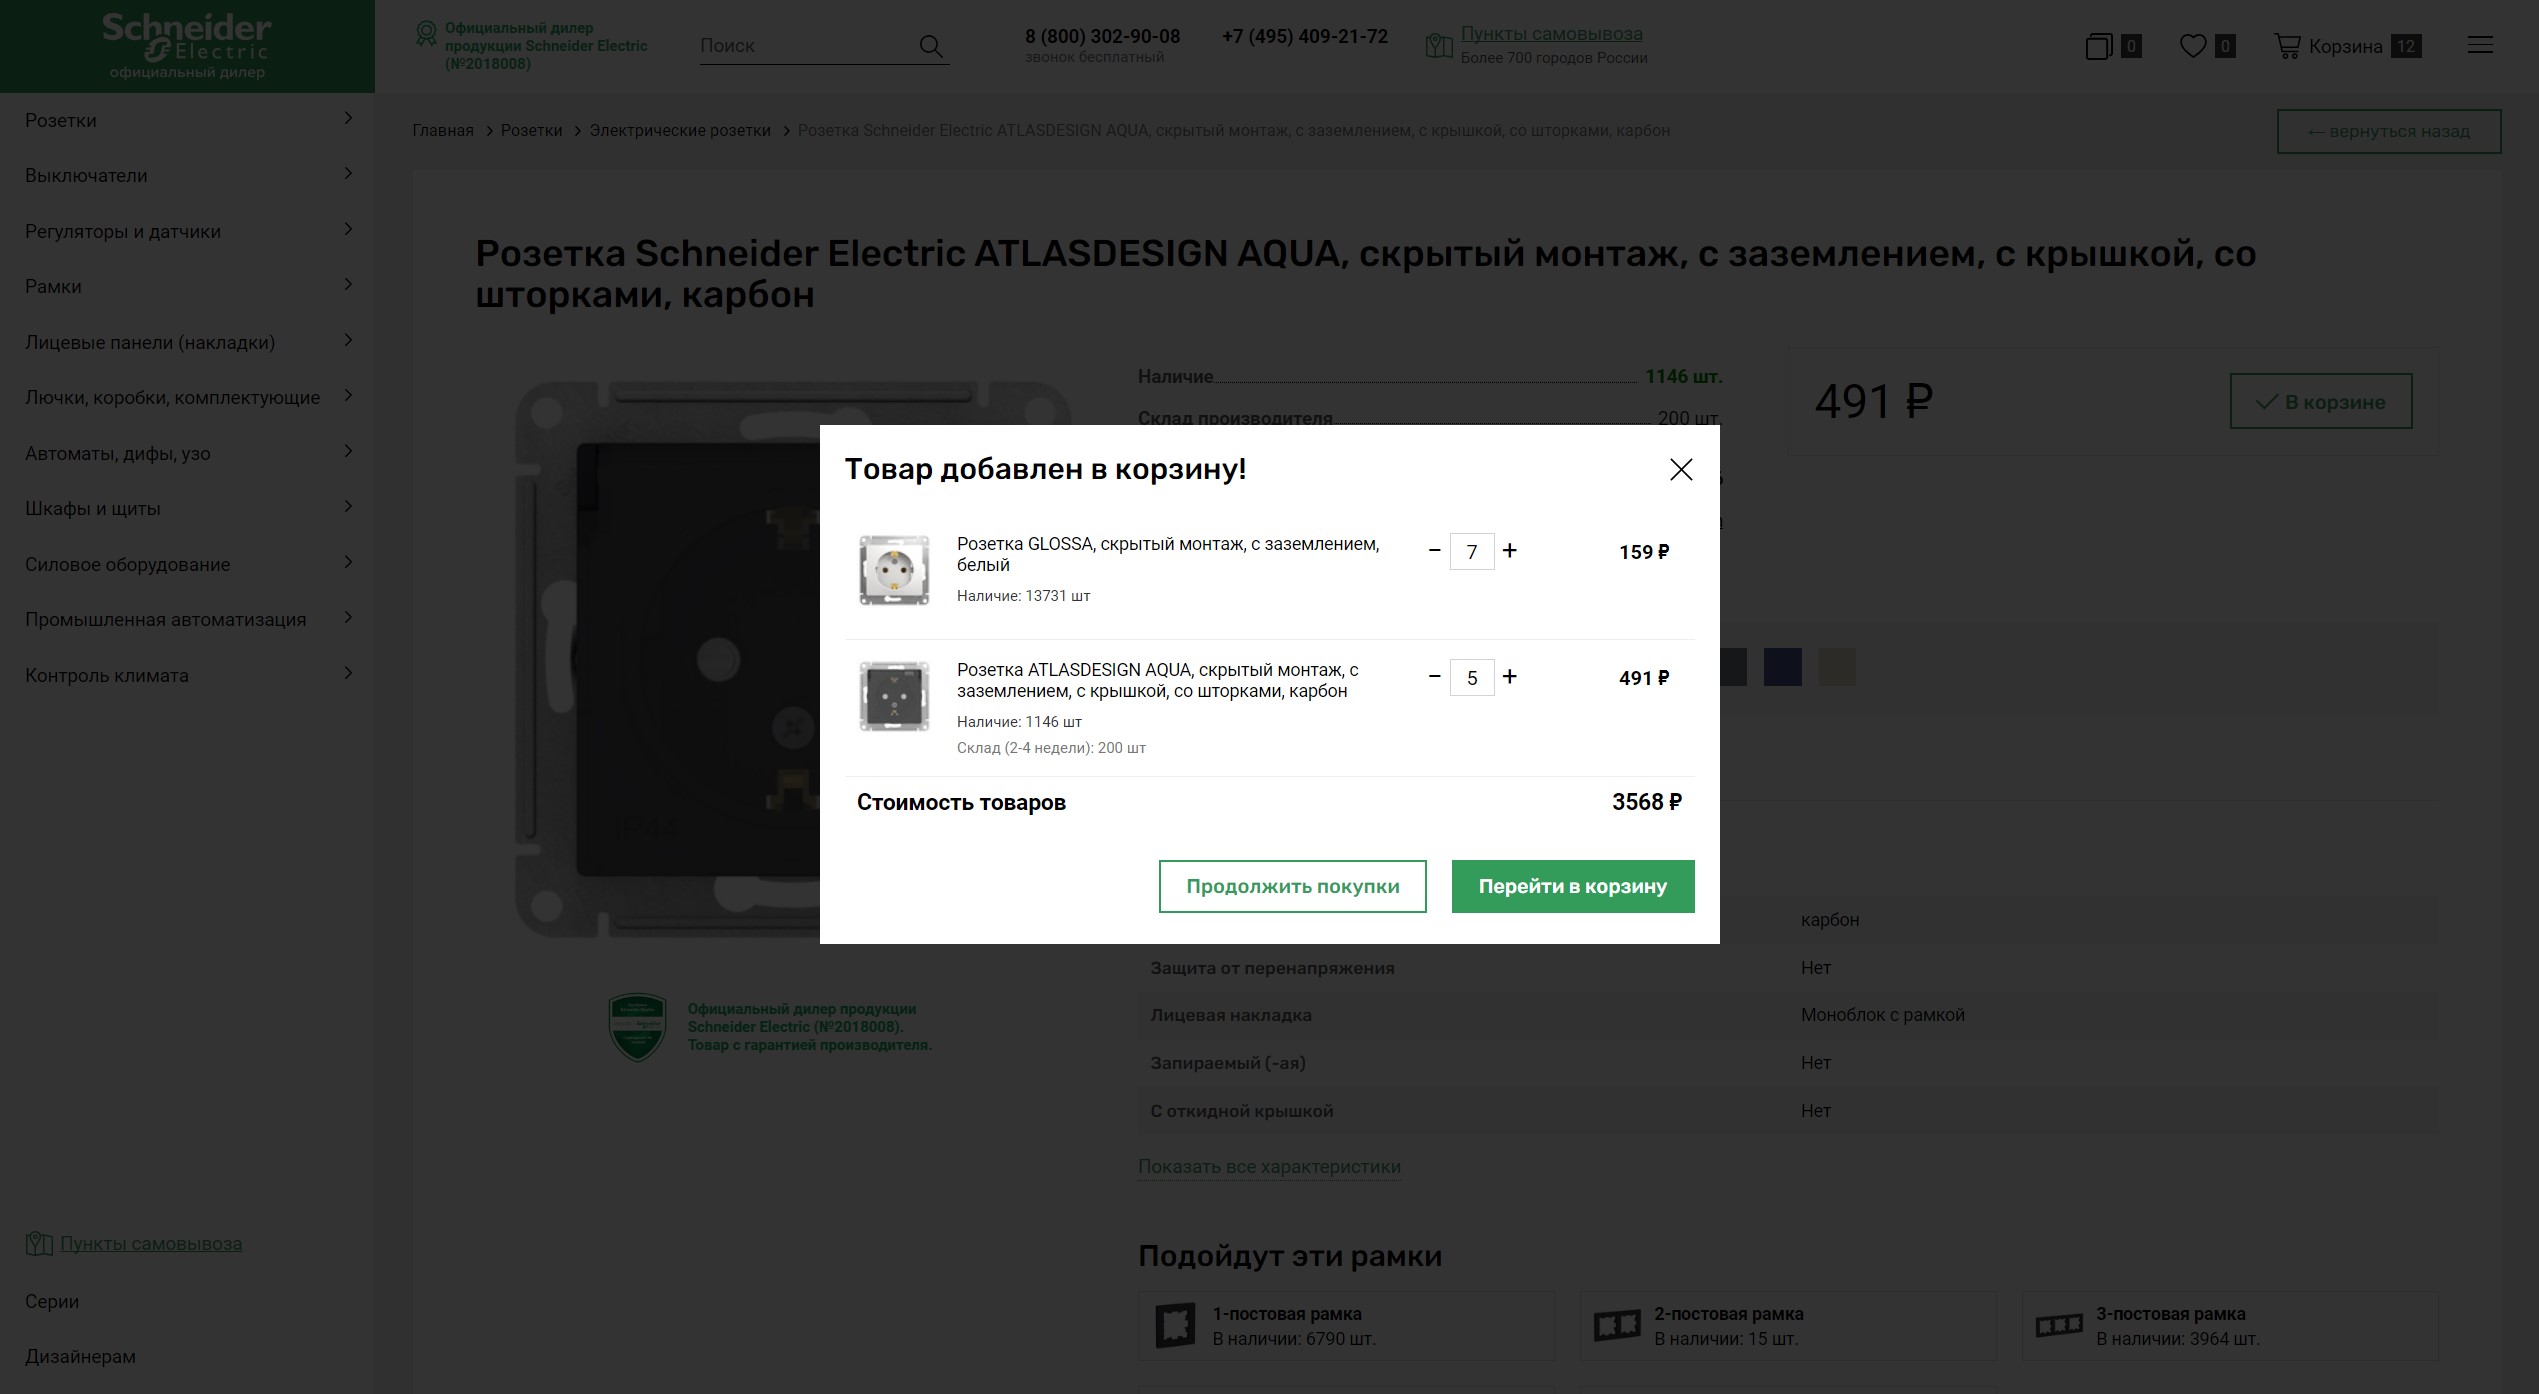 Schneider
Electric
официальный дилер
Официальный дилер
продукции Schneider Electric
(№2018008)
Поиск
8 (800) 302-90-08
звонок бесплатный
+7 (495) 409-21-72
Пункты самовывоза
Более 700 городов России
0
0
Корзина 12
Розетки
Выключатели
Регуляторы и датчики
Рамки
Лицевые панели (накладки)
Лючки, коробки, комплектующие
Автоматы, дифы, узо
Шкафы и щиты
Силовое оборудование
Промышленная автоматизация
Контроль климата
Пункты самовывоза
Серии
Дизайнерам
Главная > Розетки > Электрические розетки > Розетка Schneider Electric ATLASDESIGN AQUA, скрытый монтаж, с заземлением, с крышкой, со шторками, карбон
← вернуться назад
Розетка Schneider Electric ATLASDESIGN AQUA, скрытый монтаж, с заземлением, с крышкой, со
шторками, карбон
Наличие 1146 шт.
Склад производителя 200 шт.
491 ₽
В корзине
Товар добавлен в корзину!
Розетка GLOSSA, скрытый монтаж, с заземлением,
белый
Наличие: 13731 шт
− 7 +
159 ₽
Розетка ATLASDESIGN AQUA, скрытый монтаж, с
заземлением, с крышкой, со шторками, карбон
Наличие: 1146 шт
Склад (2-4 недели): 200 шт
− 5 +
491 ₽
Стоимость товаров 3568 ₽
Продолжить покупки
Перейти в корзину
IP44
Официальный дилер продукции
Schneider Electric (№2018008).
Товар с гарантией производителя.
карбон
Защита от перенапряжения Нет
Лицевая накладка Моноблок с рамкой
Запираемый (-ая) Нет
С откидной крышкой Нет
Показать все характеристики
Подойдут эти рамки
1-постовая рамка
В наличии: 6790 шт.
2-постовая рамка
В наличии: 15 шт.
3-постовая рамка
В наличии: 3964 шт.